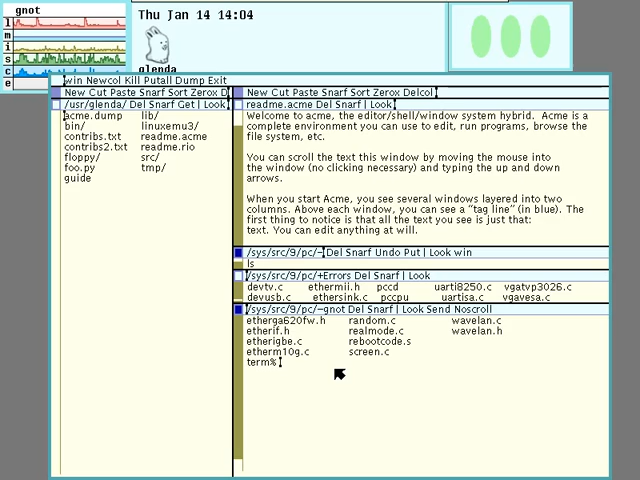 gnot
l
m
i
s
c
e
Thu Jan 14 14:04
glenda
win Newcol Kill Putall Dump Exit
New Cut Paste Snarf Sort Zerox D
/usr/glenda/ Del Snarf Get | Look
acme.dump lib/
bin/ linuxemu3/
contribs.txt readme.acme
contribs2.txt readme.rio
floppy/ src/
foo.py tmp/
guide
New Cut Paste Snarf Sort Zerox Delcol
readme.acme Del Snarf | Look
Welcome to acme, the editor/shell/window system hybrid. Acme is a
complete environment you can use to edit, run programs, browse the
file system, etc.
You can scroll the text this window by moving the mouse into
the window (no clicking necessary) and typing the up and down
arrows.
When you start Acme, you see several windows layered into two
columns. Above each window, you can see a "tag line" (in blue). The
first thing to notice is that all the text you see is just that:
text. You can edit anything at will.
/sys/src/9/pc/- Del Snarf Undo Put | Look win
ls
/sys/src/9/pc/+Errors Del Snarf | Look
devtv.c ethermii.h pccd uarti8250.c vgatvp3026.c
devusb.c ethersink.c pccpu uartisa.c vgavesa.c
/sys/src/9/pc/-gnot Del Snarf | Look Send Noscroll
etherga620fw.h random.c wavelan.c
etherif.h realmode.c wavelan.h
etherigbe.c rebootcode.s
etherm10g.c screen.c
term%